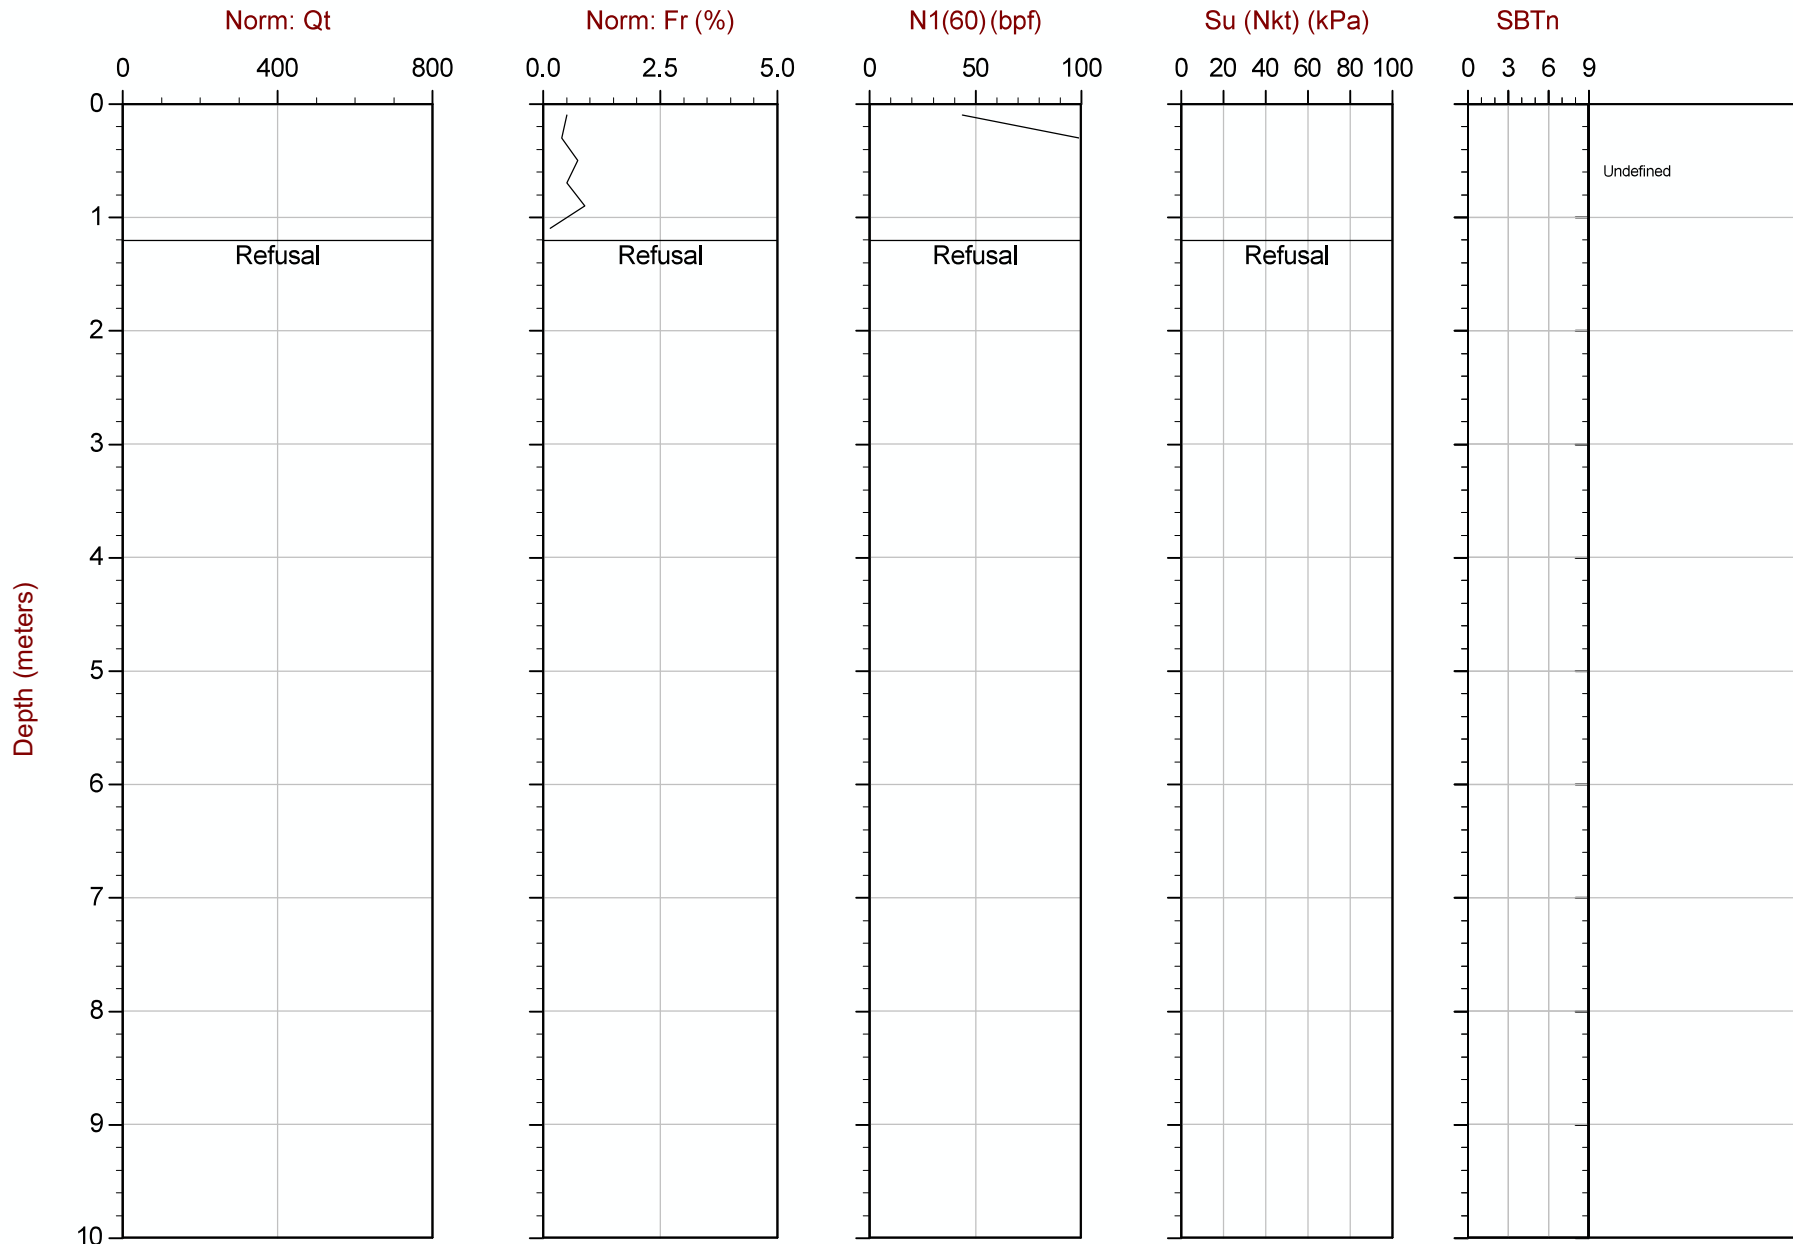 Norm: Qt Norm: Fr (%) N1(60) (bpf) Su (Nkt) (kPa) SBTn
0 400 800 0.0 2.5 5.0 0 50 100 0 20 40 60 80 100 0 3 6 9
0
Undefined
1
Refusal Refusal Refusal Refusal
2
3
4
Depth (meters)
5
6
7
8
9
10